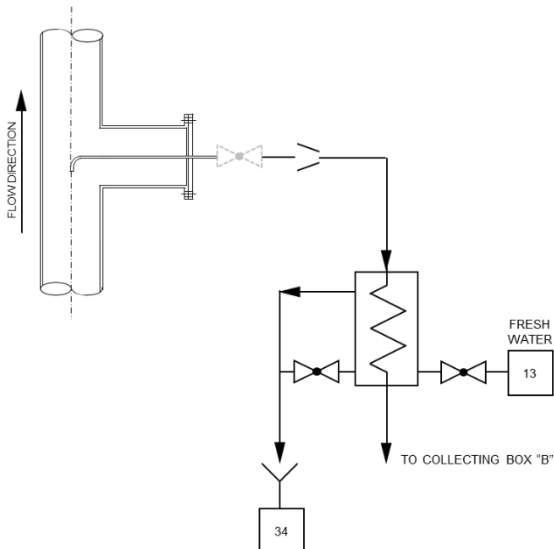 FLOW DIRECTION
FRESH
WATER
13
TO COLLECTING BOX "B"
34